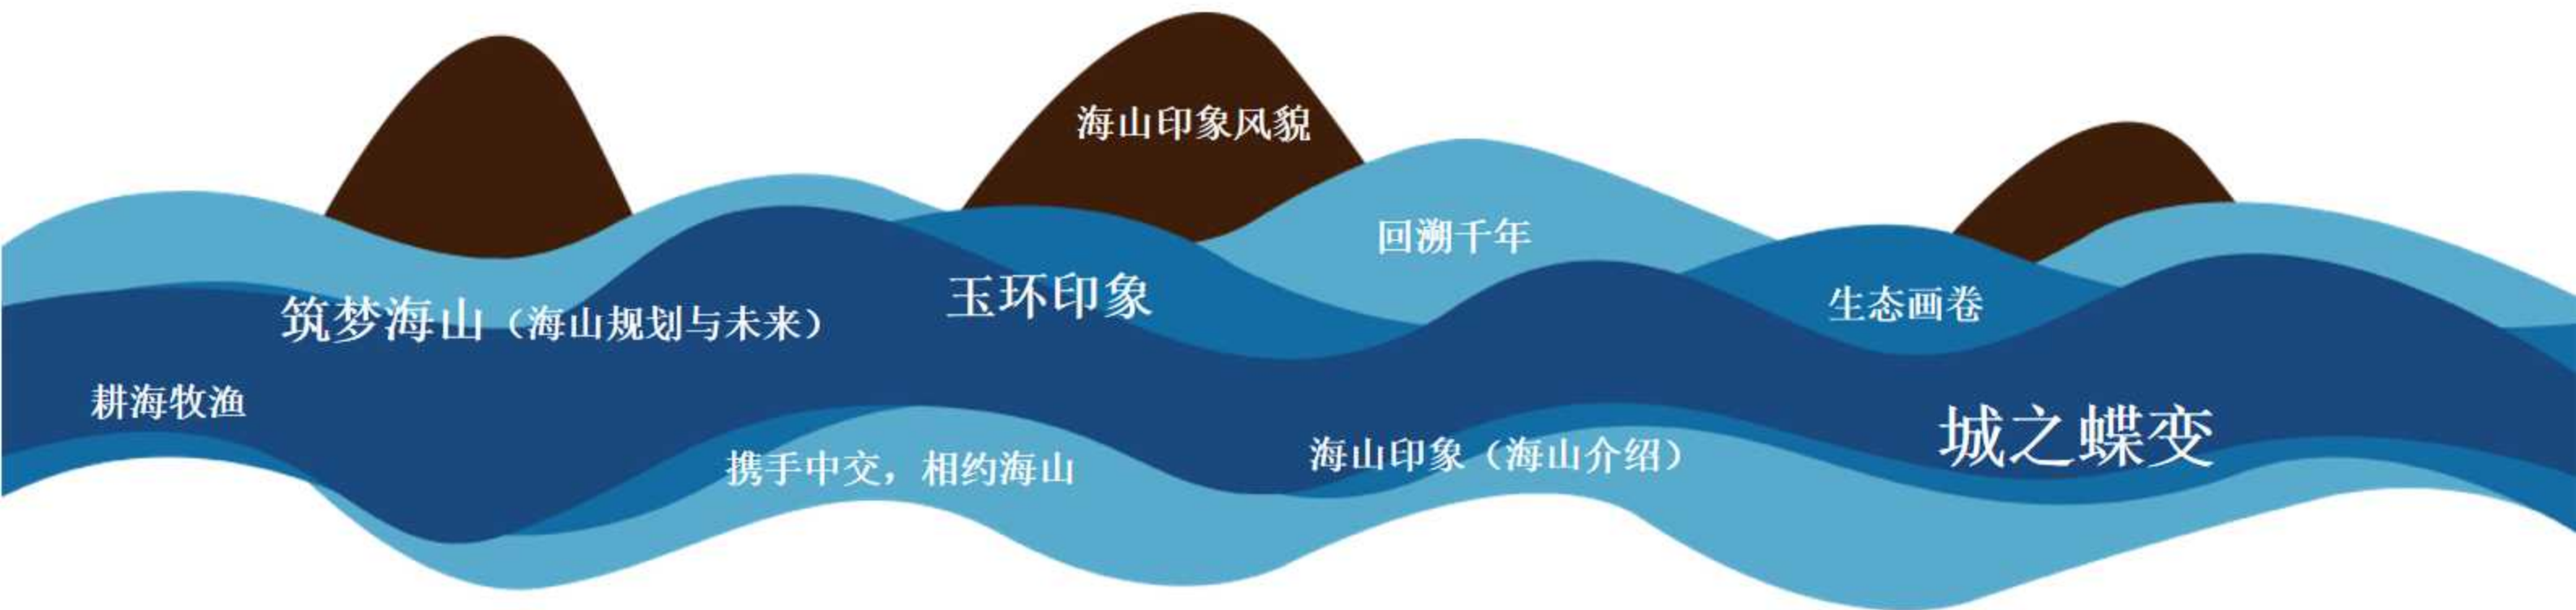 海山印象风貌
回溯千年
玉环印象
生态画卷
筑梦海山（海山规划与未来）
耕海牧渔
城之蝶变
海山印象（海山介绍）
携手中交，相约海山